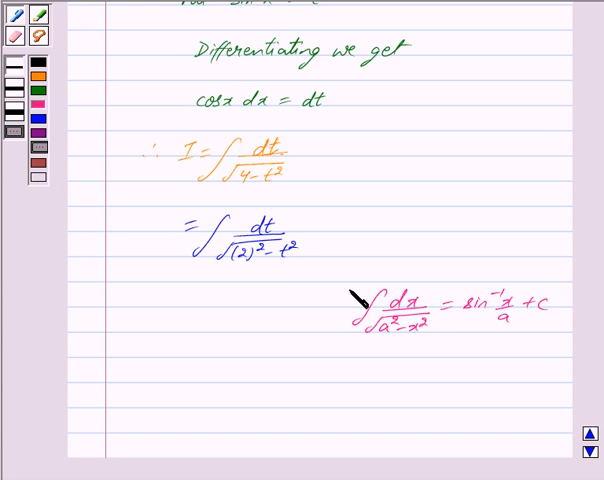 Differentiating we get
cosx dx = dt
∴ I = ∫ dt/√(4-t²)
= ∫ dt/√((2)²-t²)
∫ dx/√(a²-x²) = sin⁻¹ x/a + c